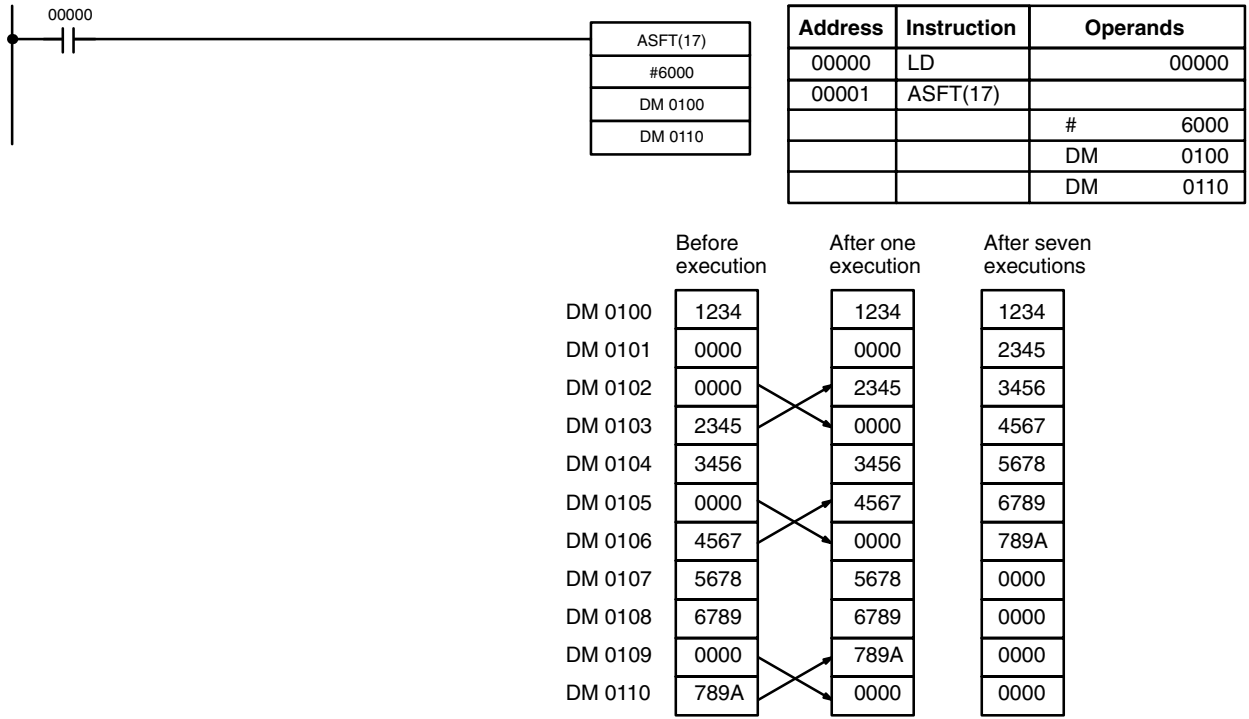 00000
ASFT(17)
#6000
DM 0100
DM 0110
Address Instruction Operands
00000 LD 00000
00001 ASFT(17)
# 6000
DM 0100
DM 0110
Before execution After one execution After seven executions
DM 0100 1234 1234 1234
DM 0101 0000 0000 2345
DM 0102 0000 2345 3456
DM 0103 2345 0000 4567
DM 0104 3456 3456 5678
DM 0105 0000 4567 6789
DM 0106 4567 0000 789A
DM 0107 5678 5678 0000
DM 0108 6789 6789 0000
DM 0109 0000 789A 0000
DM 0110 789A 0000 0000